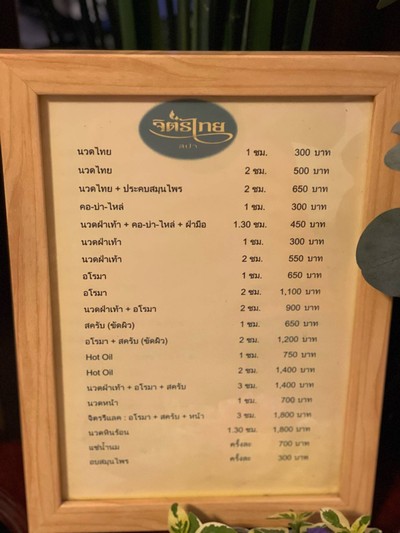 จิตรไทย
สปา
นวดไทย 1 ชม. 300 บาท
นวดไทย 2 ชม. 500 บาท
นวดไทย + ประคบสมุนไพร 2 ชม. 650 บาท
คอ-บ่า-ไหล่ 1 ชม. 300 บาท
นวดฝ่าเท้า + คอ-บ่า-ไหล่ + ฝ่ามือ 1.30 ชม. 450 บาท
นวดฝ่าเท้า 1 ชม. 300 บาท
นวดฝ่าเท้า 2 ชม. 550 บาท
อโรมา 1 ชม. 650 บาท
อโรมา 2 ชม. 1,100 บาท
นวดฝ่าเท้า + อโรมา 2 ชม. 900 บาท
สครับ (ขัดผิว) 1 ชม. 650 บาท
อโรมา + สครับ (ขัดผิว) 2 ชม. 1,200 บาท
Hot Oil 1 ชม. 750 บาท
Hot Oil 2 ชม. 1,400 บาท
นวดฝ่าเท้า + อโรมา + สครับ 3 ชม. 1,400 บาท
นวดหน้า 1 ชม. 700 บาท
จิตรรีแลค : อโรมา + สครับ + หน้า 3 ชม. 1,800 บาท
นวดหินร้อน 1.30 ชม. 1,800 บาท
แช่น้ำนม ครั้งละ 700 บาท
อบสมุนไพร ครั้งละ 300 บาท